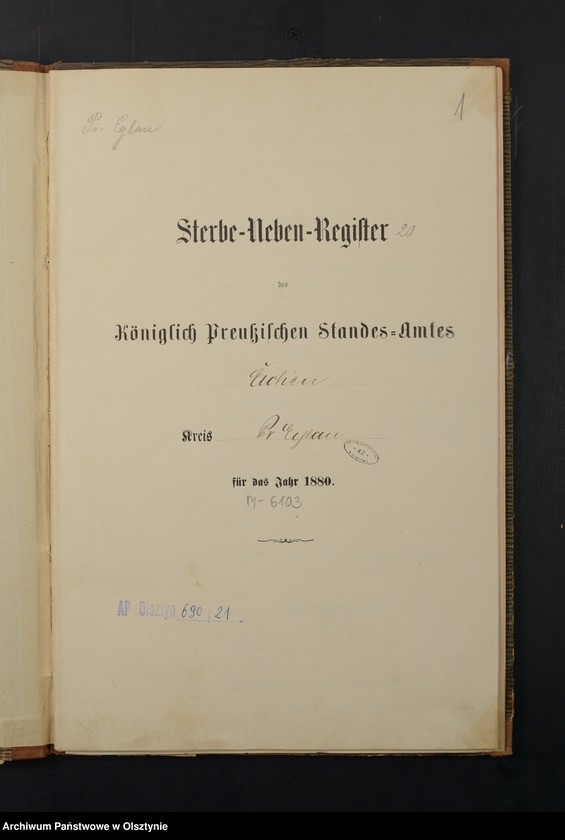 Pr. Eylau
1
Sterbe-Neben-Register 20
des
Königlich Preußischen Standes-Amtes
Kreis Pr Eylau
für das Jahr 1880.
M-6103
AP Olsztyn 690 / 21
Archiwum Państwowe w Olsztynie